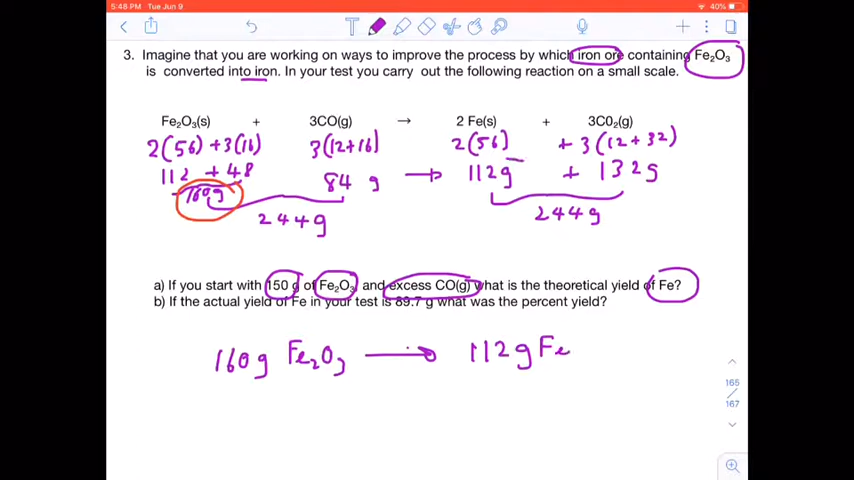 5:48 PM Tue Jun 9
40%
3. Imagine that you are working on ways to improve the process by which iron ore containing Fe₂O₃
is converted into iron. In your test you carry out the following reaction on a small scale.
Fe₂O₃(s) + 3CO(g) → 2 Fe(s) + 3C0₂(g)
2(56) + 3(16) 3(12+16) 2(56) + 3(12 + 32)
112 + 48 84 g → 112g + 132g
160g
244g 244g
a) If you start with 150 g of Fe₂O₃ and excess CO(g) what is the theoretical yield of Fe?
b) If the actual yield of Fe in your test is 89.7 g what was the percent yield?
160g Fe₂O₃ → 112g Fe
165
/
167